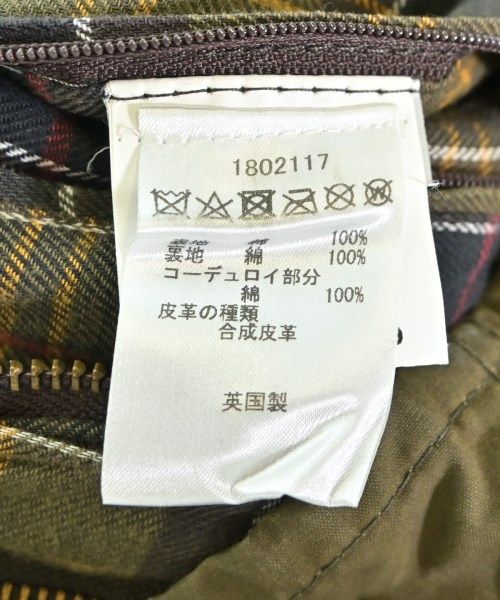 1802117
表地 綿 100%
裏地 綿 100%
コーデュロイ部分
綿 100%
皮革の種類
合成皮革
英国製